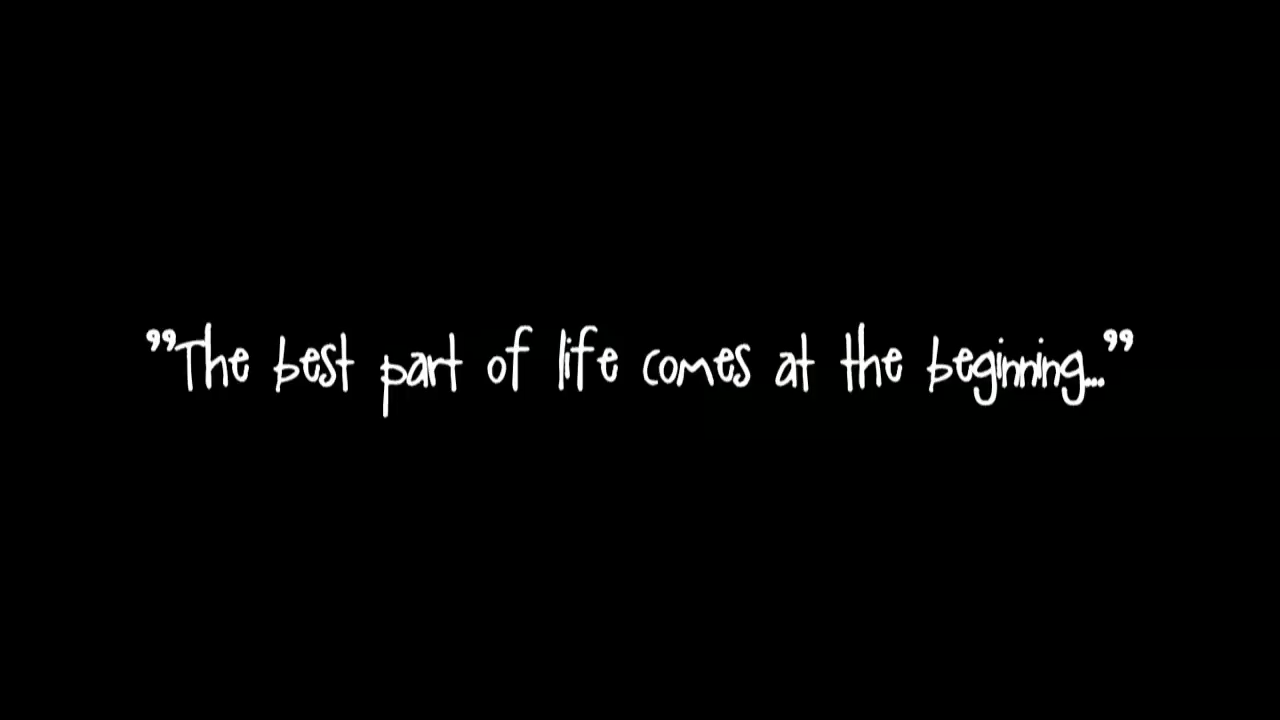 ”The best part of life comes at the beginning...”